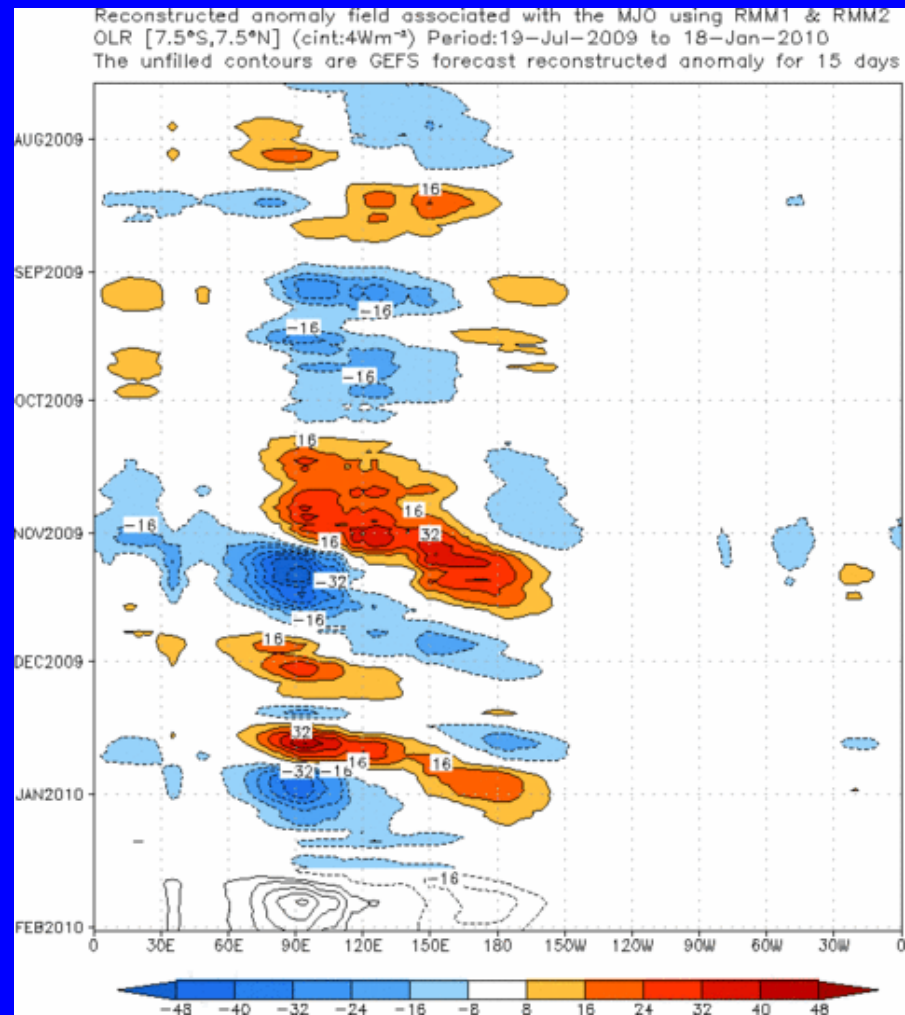 Reconstructed anomaly field associated with the MJO using RMM1 & RMM2
OLR [7.5°S,7.5°N] (cint:4Wm⁻²) Period:19-Jul-2009 to 18-Jan-2010
The unfilled contours are GEFS forecast reconstructed anomaly for 15 days
AUG2009
16
SEP2009
-16
-16
-16
OCT2009
16
16
-16
NOV2009
32
16
-32
-16
16
DEC2009
32
16
16
-32
-16
JAN2010
-16
FEB2010
0 30E 60E 90E 120E 150E 180 150W 120W 90W 60W 30W 0
-48 -40 -32 -24 -16 -8 8 16 24 32 40 48